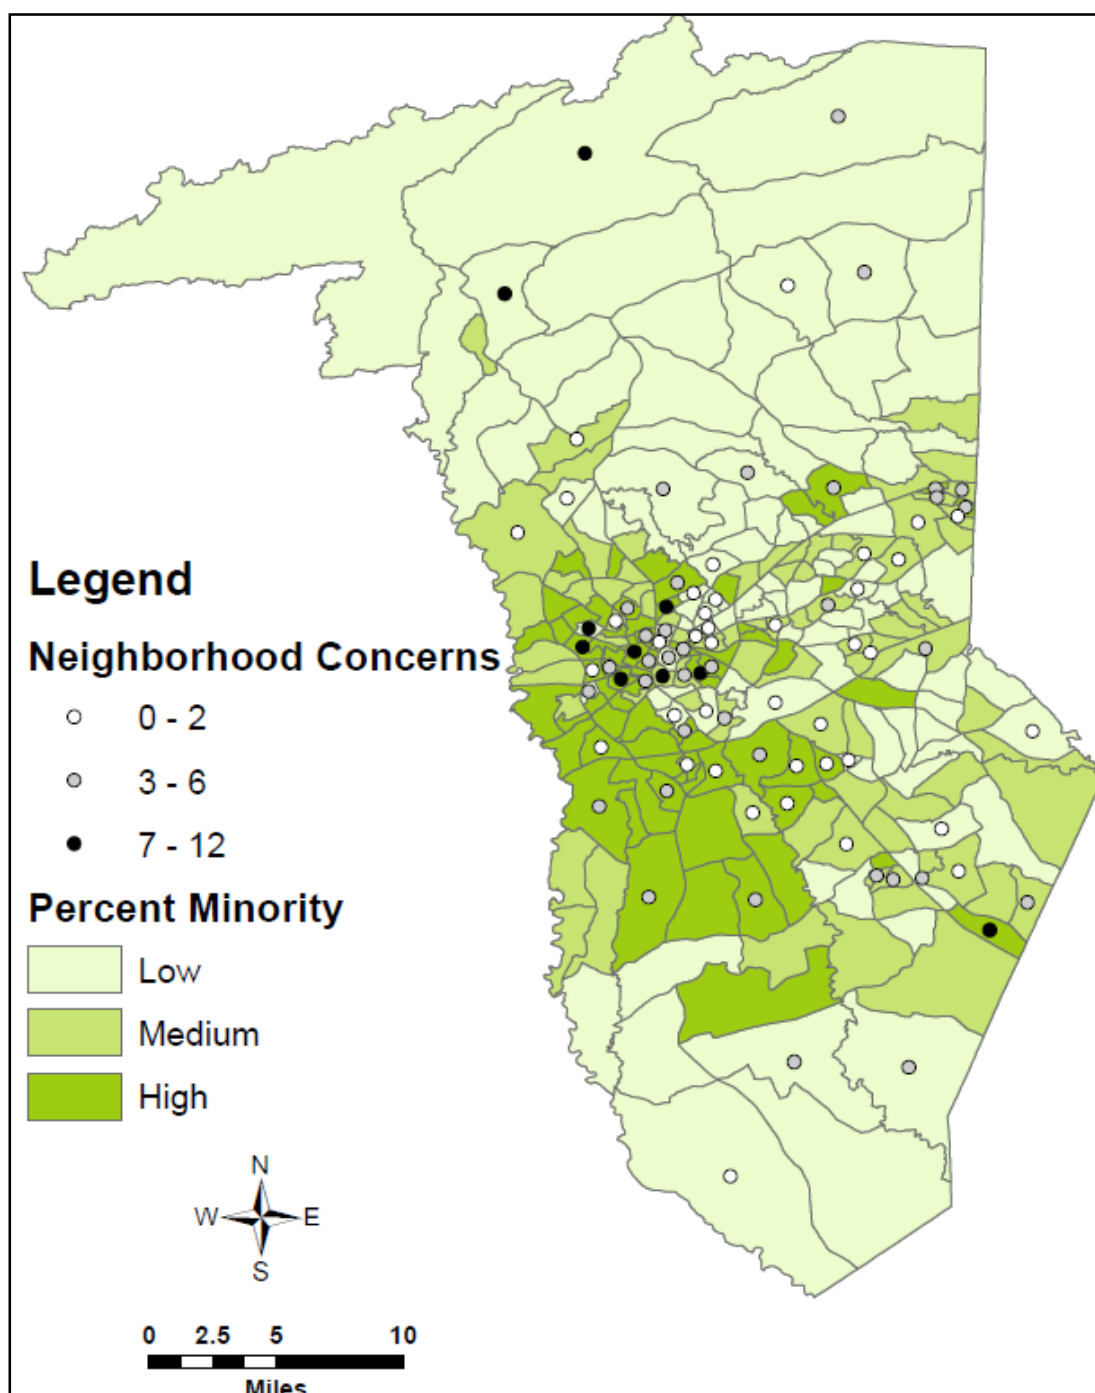 Legend
Neighborhood Concerns
0 - 2
3 - 6
7 - 12
Percent Minority
Low
Medium
High
N
W E
S
0 2.5 5 10
Miles